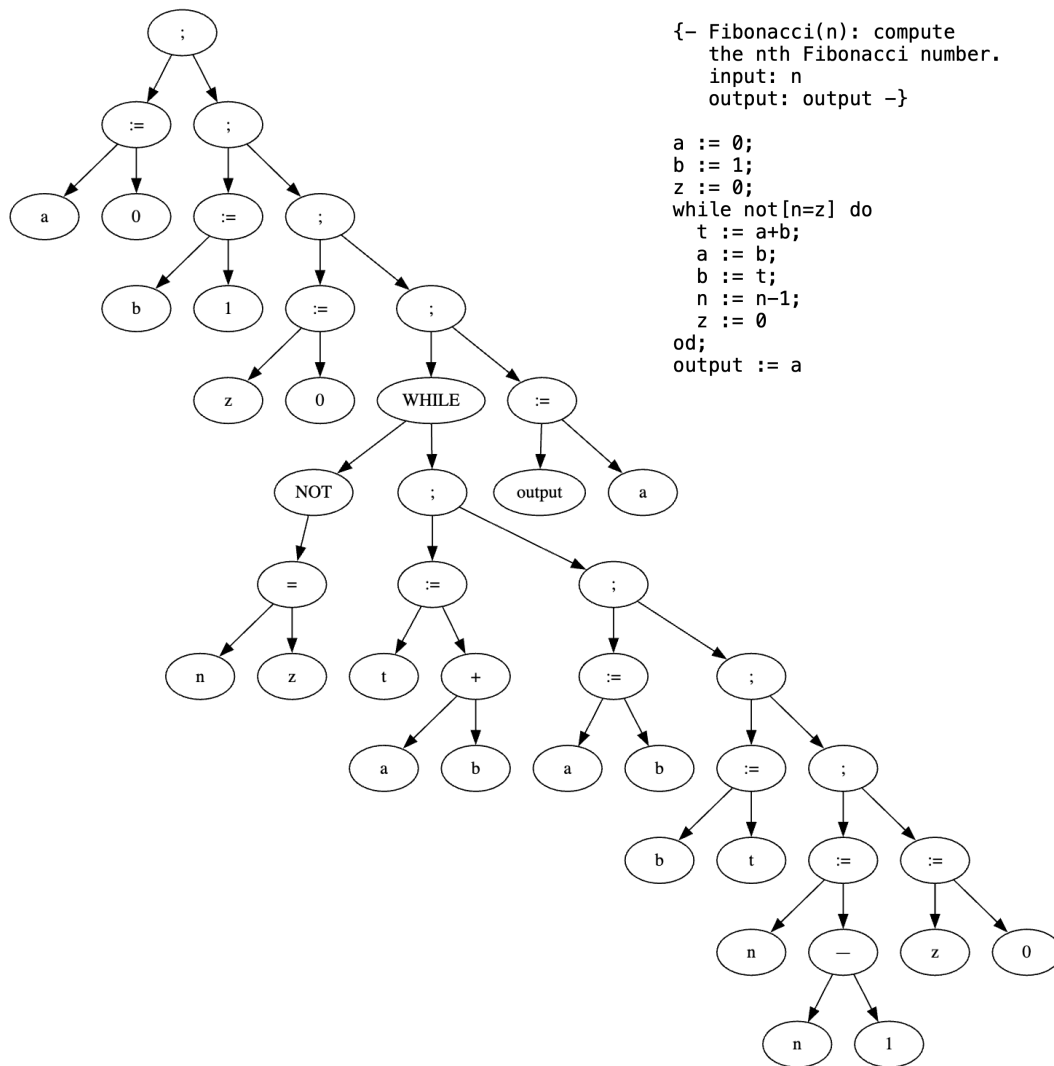 ;
{- Fibonacci(n): compute
the nth Fibonacci number.
input: n
output: output -}
a := 0;
b := 1;
z := 0;
while not[n=z] do
t := a+b;
a := b;
b := t;
n := n-1;
z := 0
od;
output := a
:= ;
a 0 := ;
b 1 := ;
z 0 WHILE :=
NOT ; output a
= := ;
n z t + := ;
a b a b := ;
b t := :=
n — z 0
n 1